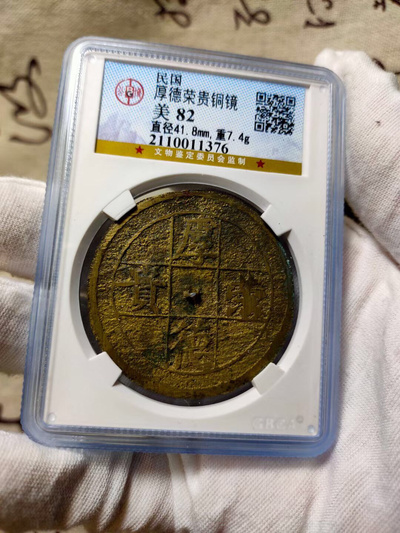 民国
厚德荣贵铜镜
美 82
直径41.8mm,重7.4g
2110011376
★ 文物鉴定委员会监制 ★
厚
贵 荣
德